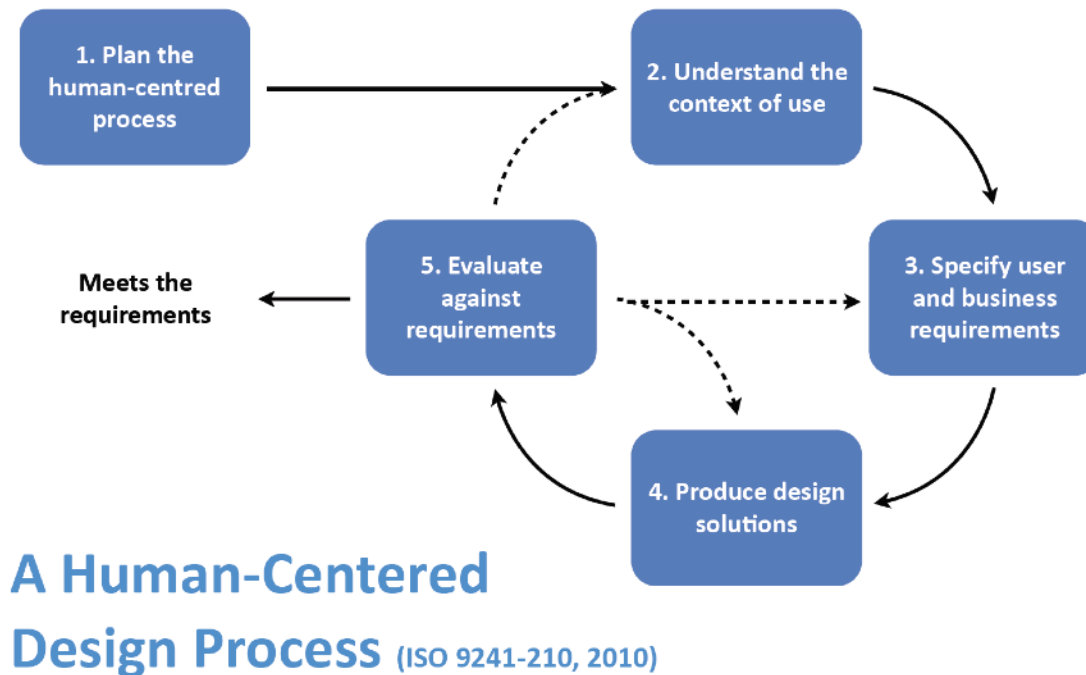 1. Plan the
human-centred
process
2. Understand the
context of use
5. Evaluate
against
requirements
Meets the
requirements
3. Specify user
and business
requirements
4. Produce design
solutions
A Human-Centered
Design Process (ISO 9241-210, 2010)